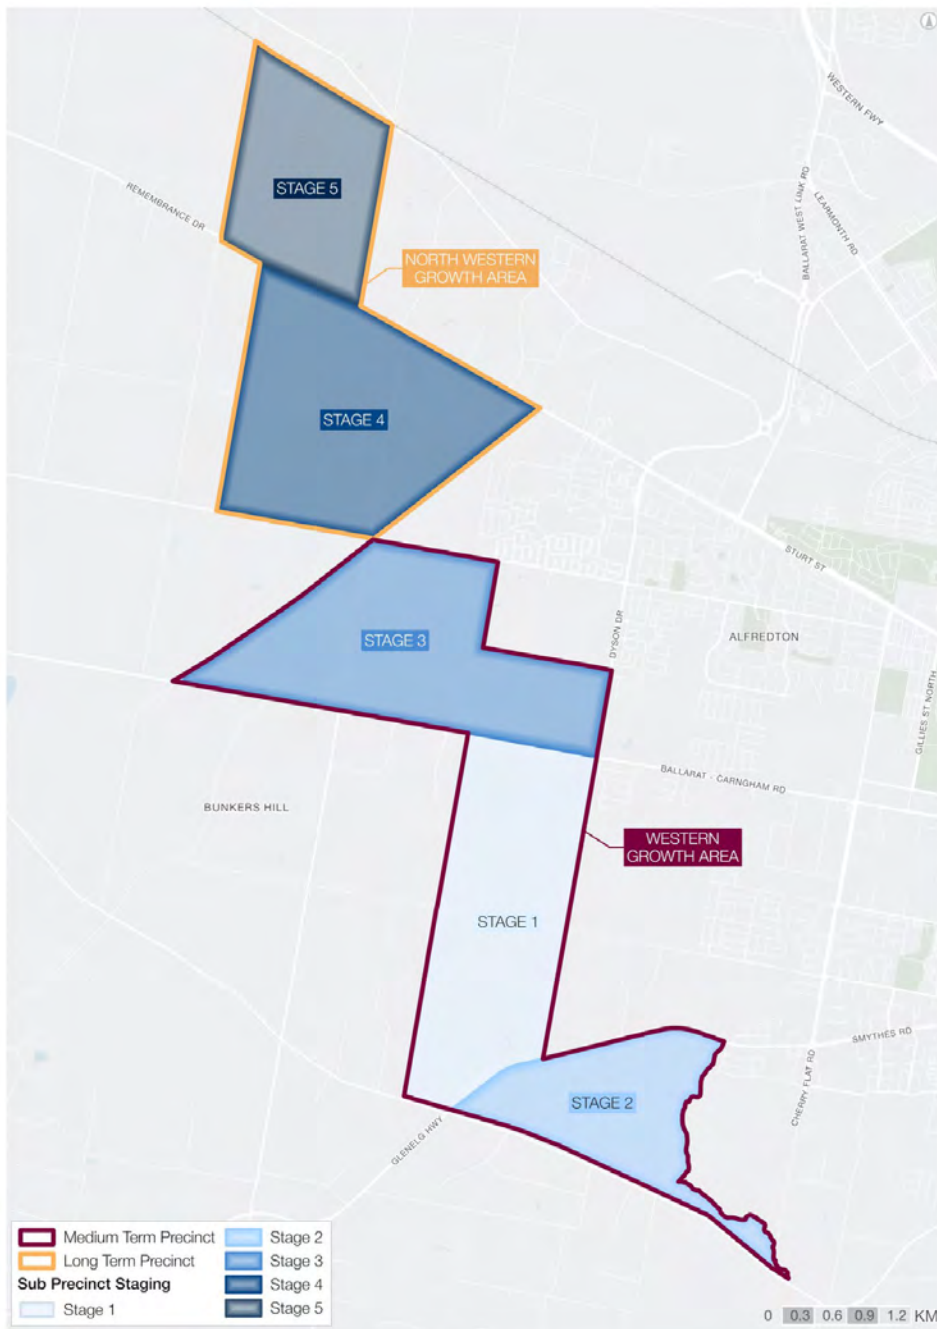 WESTERN FWY
STAGE 5
REMEMBRANCE DR
BALLARAT WEST LINK RD
LEARMONTH RD
NORTH WESTERN
GROWTH AREA
STAGE 4
STURT ST
STAGE 3
DYSON DR
ALFREDTON
GILLIES ST NORTH
BALLARAT - CARNGHAM RD
BUNKERS HILL
WESTERN
GROWTH AREA
STAGE 1
SMYTHES RD
CHERRY FLAT RD
STAGE 2
GLENELG HWY
Medium Term Precinct
Long Term Precinct
Sub Precinct Staging
Stage 1
Stage 2
Stage 3
Stage 4
Stage 5
0 0.3 0.6 0.9 1.2 KM